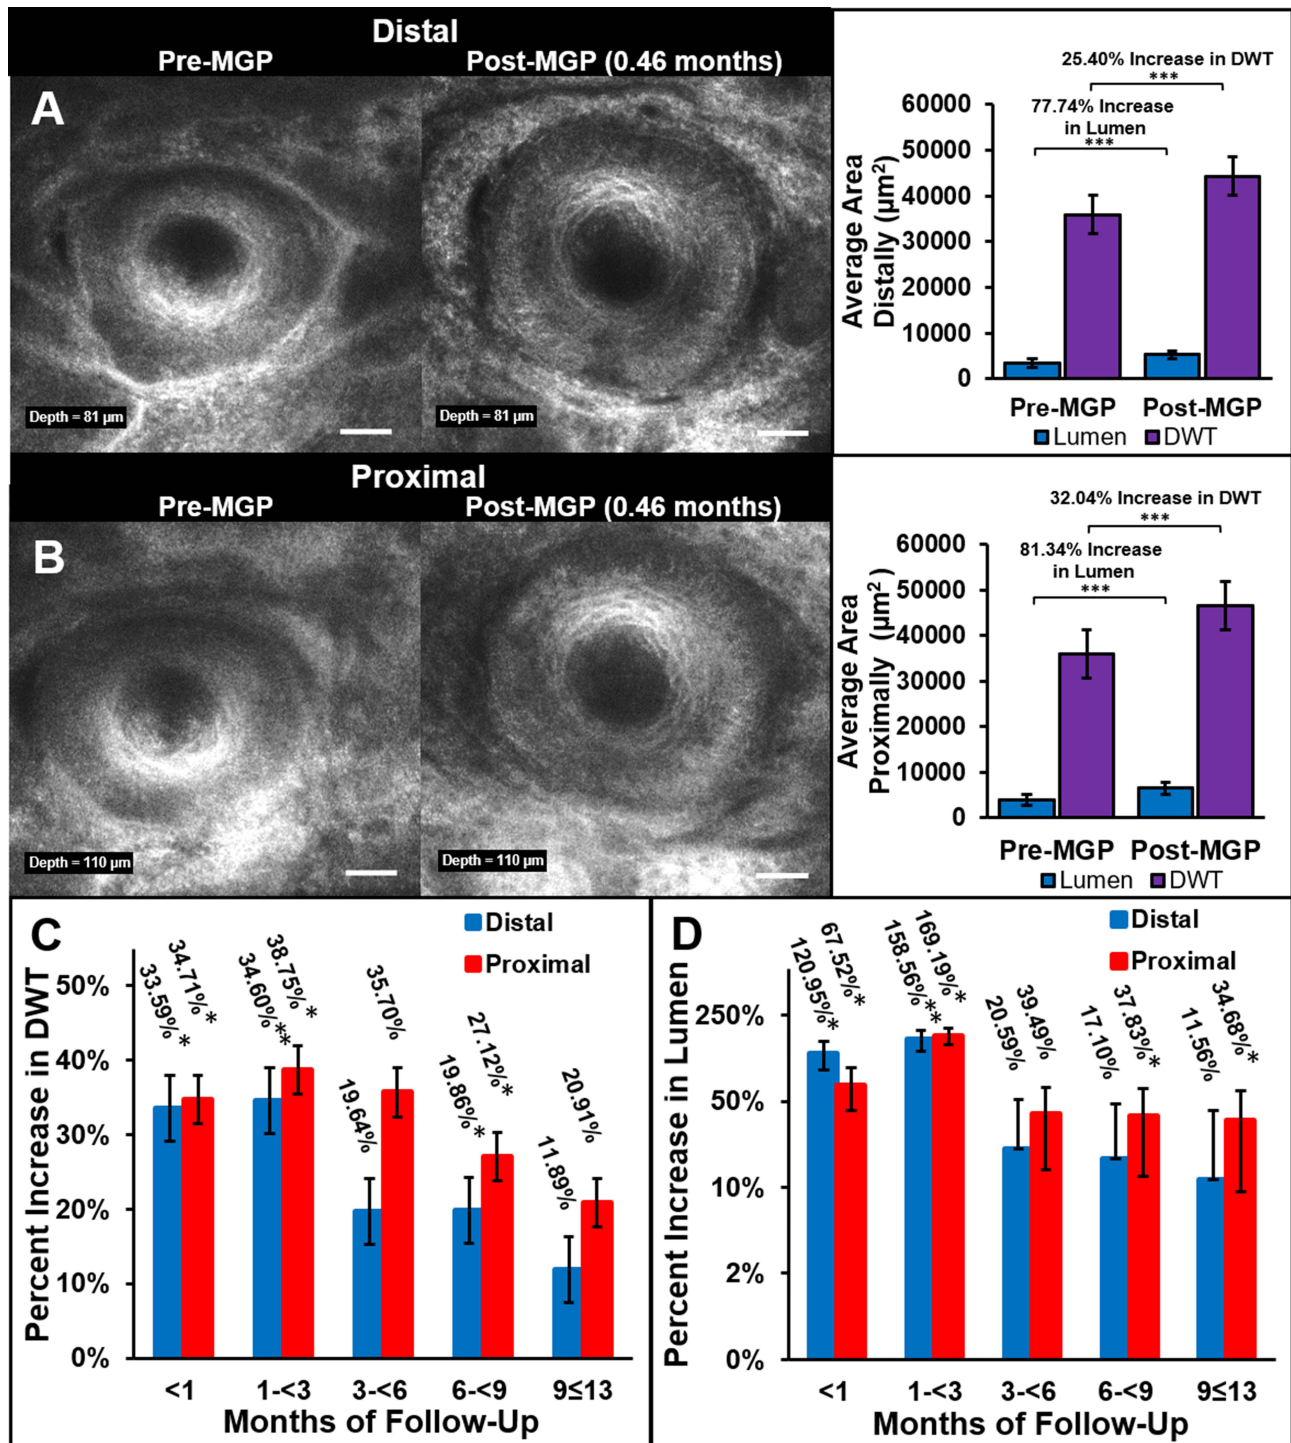 Distal
Pre-MGP
Post-MGP (0.46 months)
A
Depth = 81 µm
Depth = 81 µm
25.40% Increase in DWT
***
77.74% Increase
in Lumen
***
Average Area
Distally (µm²)
60000
50000
40000
30000
20000
10000
0
Pre-MGP
Post-MGP
Lumen
DWT
Proximal
Pre-MGP
Post-MGP (0.46 months)
B
Depth = 110 µm
Depth = 110 µm
32.04% Increase in DWT
***
81.34% Increase
in Lumen
***
Average Area
Proximally (µm²)
60000
50000
40000
30000
20000
10000
0
Pre-MGP
Post-MGP
Lumen
DWT
C
Distal
Proximal
Percent Increase in DWT
50%
40%
30%
20%
10%
0%
33.59%*
34.71%*
34.60%**
38.75%*
19.64%
35.70%
19.86%*
27.12%*
11.89%
20.91%
<1
1-<3
3-<6
6-<9
9≤13
Months of Follow-Up
D
Distal
Proximal
Percent Increase in Lumen
250%
50%
10%
2%
0%
120.95%*
67.52%*
158.56%**
169.19%*
20.59%
39.49%
17.10%
37.83%*
11.56%
34.68%*
<1
1-<3
3-<6
6-<9
9≤13
Months of Follow-Up